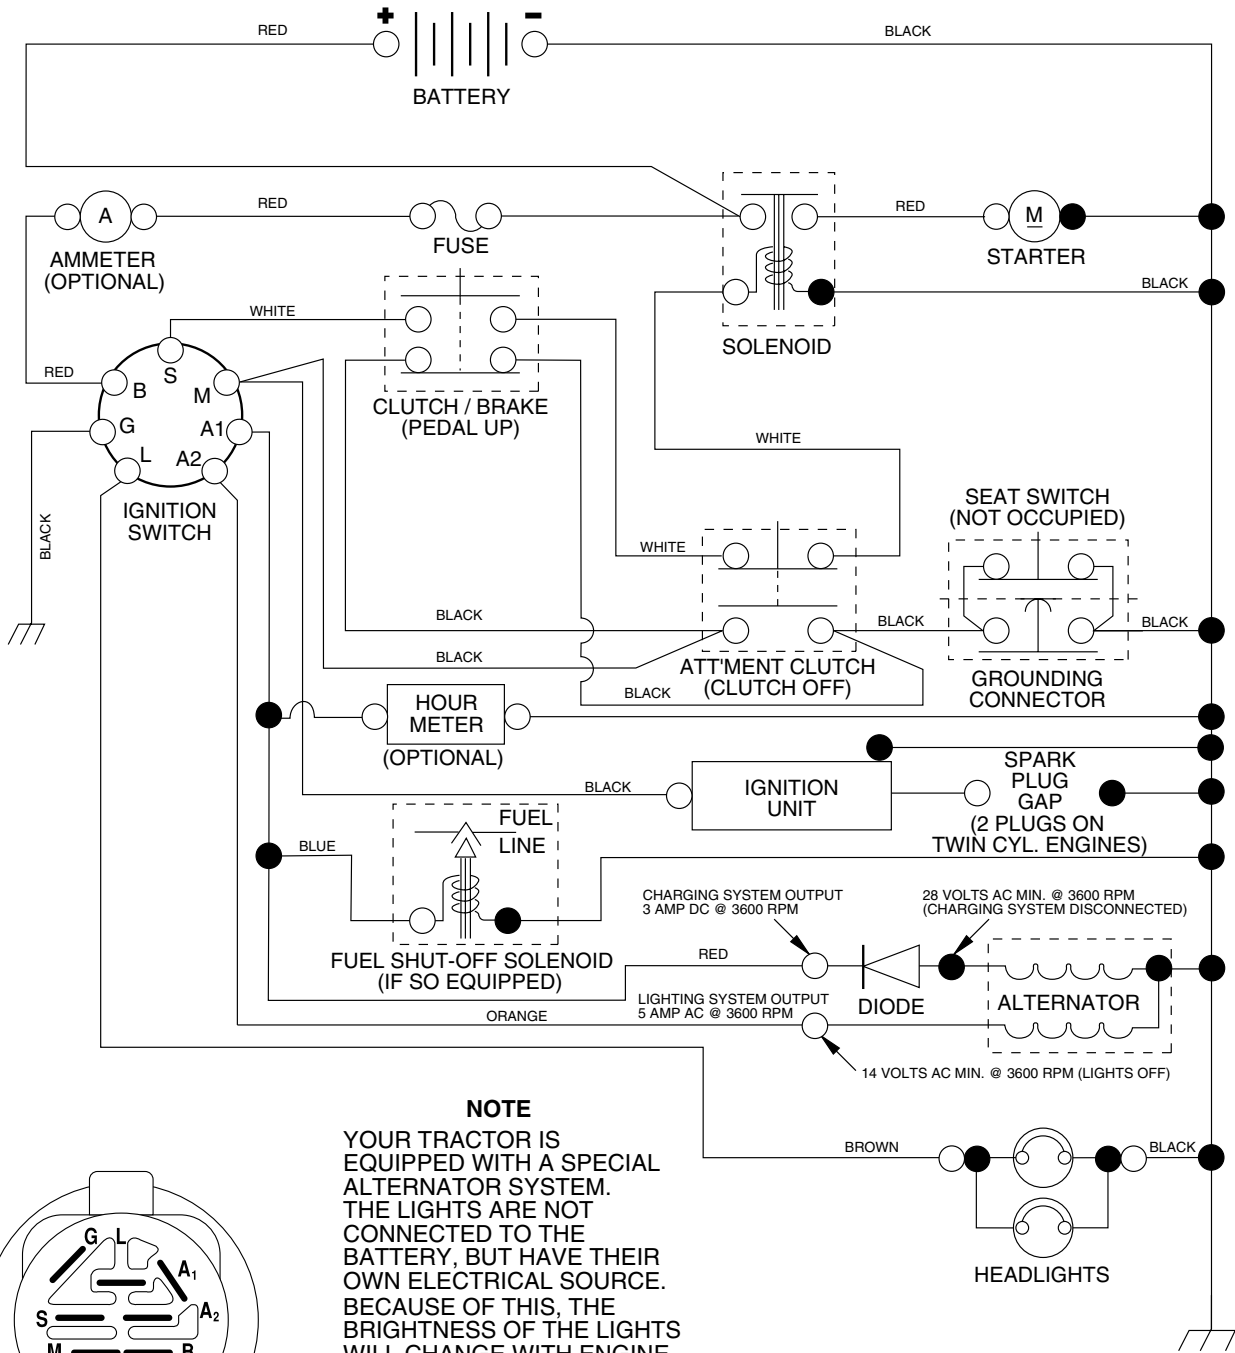 + -
RED
BLACK
BATTERY
A
RED
FUSE
RED
M
AMMETER
(OPTIONAL)
STARTER
BLACK
SOLENOID
WHITE
RED
S
B
M
G
A1
L
A2
CLUTCH / BRAKE
(PEDAL UP)
IGNITION
SWITCH
BLACK
WHITE
SEAT SWITCH
(NOT OCCUPIED)
WHITE
BLACK
BLACK
BLACK
BLACK
ATT'MENT CLUTCH
(CLUTCH OFF)
BLACK
GROUNDING
CONNECTOR
HOUR
METER
(OPTIONAL)
BLACK
IGNITION
UNIT
SPARK
PLUG
GAP
(2 PLUGS ON
TWIN CYL. ENGINES)
FUEL
LINE
BLUE
FUEL SHUT-OFF SOLENOID
(IF SO EQUIPPED)
CHARGING SYSTEM OUTPUT
3 AMP DC @ 3600 RPM
28 VOLTS AC MIN. @ 3600 RPM
(CHARGING SYSTEM DISCONNECTED)
RED
DIODE
ALTERNATOR
LIGHTING SYSTEM OUTPUT
5 AMP AC @ 3600 RPM
ORANGE
14 VOLTS AC MIN. @ 3600 RPM (LIGHTS OFF)
BROWN
BLACK
HEADLIGHTS
NOTE
YOUR TRACTOR IS
EQUIPPED WITH A SPECIAL
ALTERNATOR SYSTEM.
THE LIGHTS ARE NOT
CONNECTED TO THE
BATTERY, BUT HAVE THEIR
OWN ELECTRICAL SOURCE.
BECAUSE OF THIS, THE
BRIGHTNESS OF THE LIGHTS
WILL CHANGE WITH ENGINE
G L
A1
S
A2
M
B